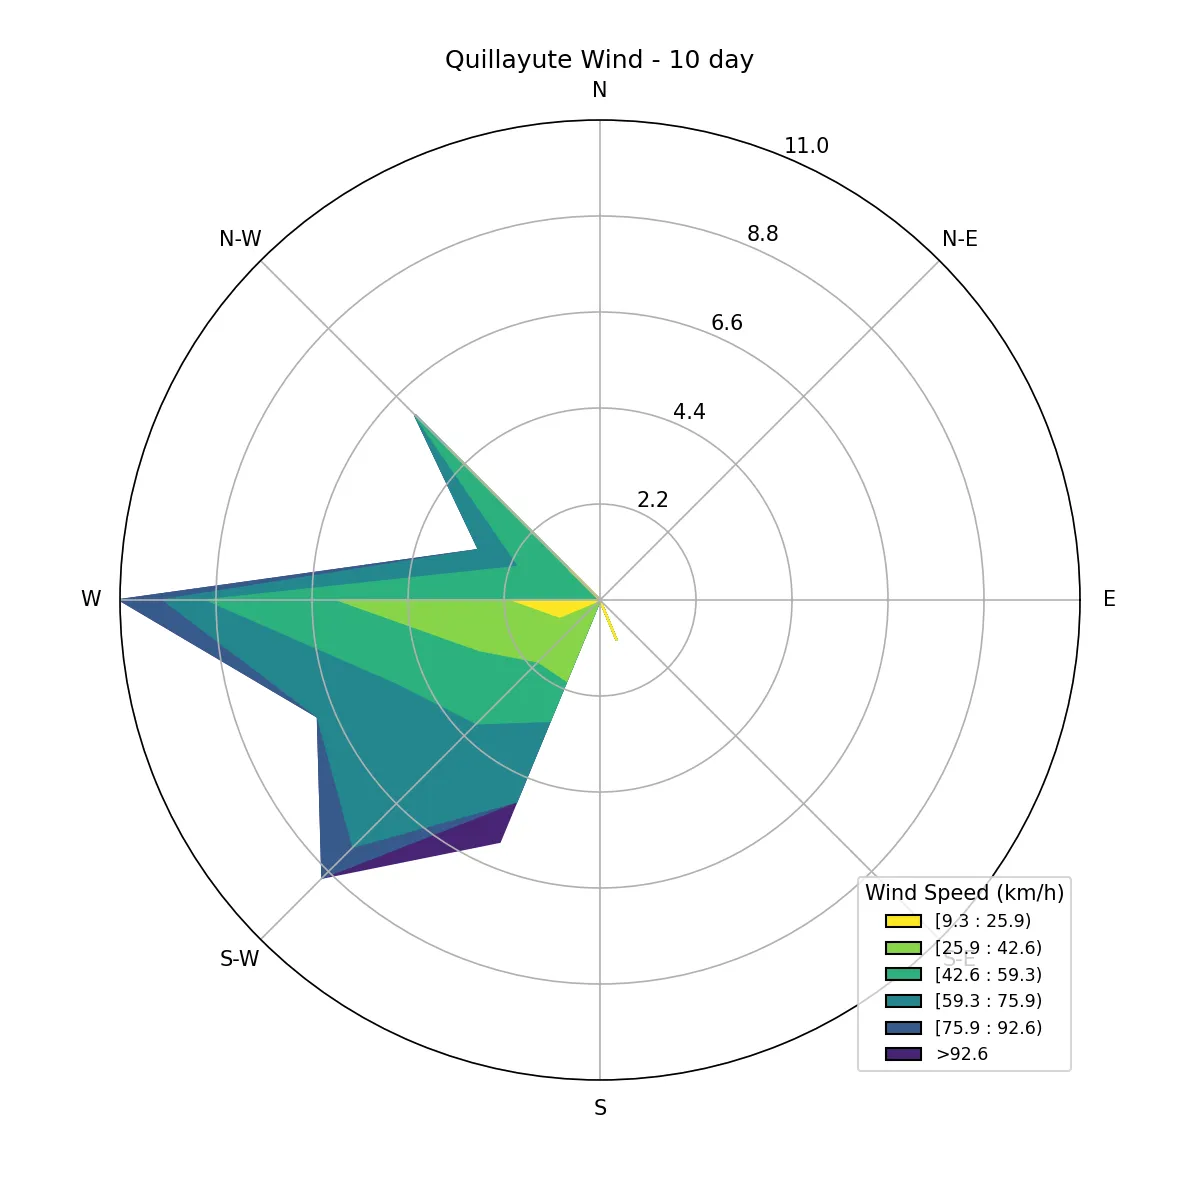 Quillayute Wind - 10 day
N
11.0
N-W
8.8
N-E
6.6
4.4
2.2
W
E
S-W
S-E
Wind Speed (km/h)
[9.3 : 25.9)
[25.9 : 42.6)
[42.6 : 59.3)
[59.3 : 75.9)
[75.9 : 92.6)
>92.6
S